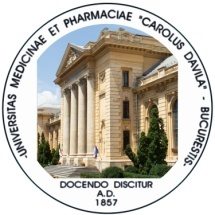 -UNIVERSITAS MEDICINAE ET PHARMACIAE "CAROLUS DAVILA" - BUCURESTIS-
DOCENDO DISCITUR
A.D.
1857